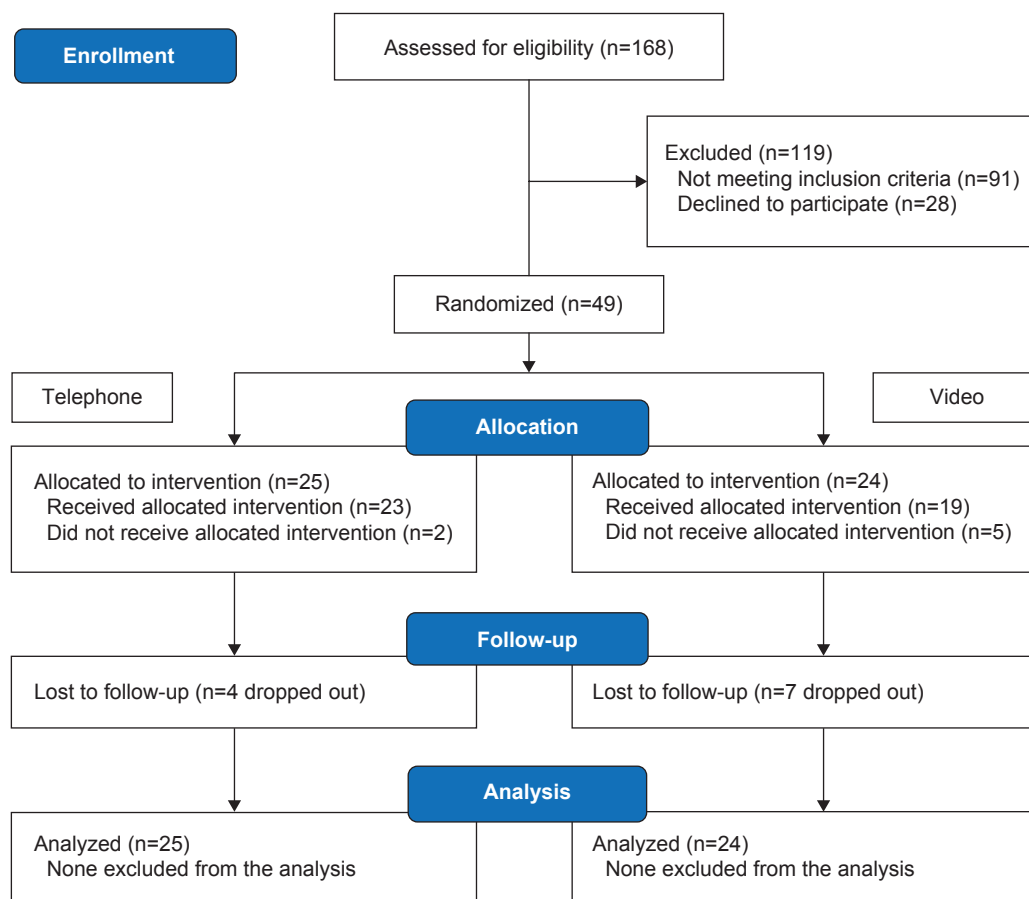 Enrollment
Assessed for eligibility (n=168)
Excluded (n=119)
Not meeting inclusion criteria (n=91)
Declined to participate (n=28)
Randomized (n=49)
Telephone
Video
Allocation
Allocated to intervention (n=25)
Received allocated intervention (n=23)
Did not receive allocated intervention (n=2)
Allocated to intervention (n=24)
Received allocated intervention (n=19)
Did not receive allocated intervention (n=5)
Follow-up
Lost to follow-up (n=4 dropped out)
Lost to follow-up (n=7 dropped out)
Analysis
Analyzed (n=25)
None excluded from the analysis
Analyzed (n=24)
None excluded from the analysis